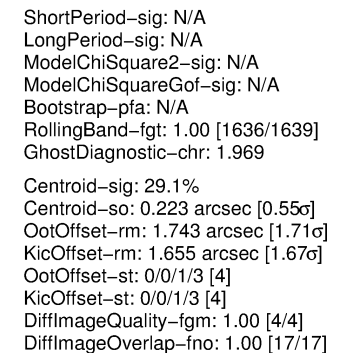 ShortPeriod−sig: N/A
LongPeriod−sig: N/A
ModelChiSquare2−sig: N/A
ModelChiSquareGof−sig: N/A
Bootstrap−pfa: N/A
RollingBand−fgt: 1.00 [1636/1639]
GhostDiagnostic−chr: 1.969
Centroid−sig: 29.1%
Centroid−so: 0.223 arcsec [0.55σ]
OotOffset−rm: 1.743 arcsec [1.71σ]
KicOffset−rm: 1.655 arcsec [1.67σ]
OotOffset−st: 0/0/1/3 [4]
KicOffset−st: 0/0/1/3 [4]
DiffImageQuality−fgm: 1.00 [4/4]
DiffImageOverlap−fno: 1.00 [17/17]